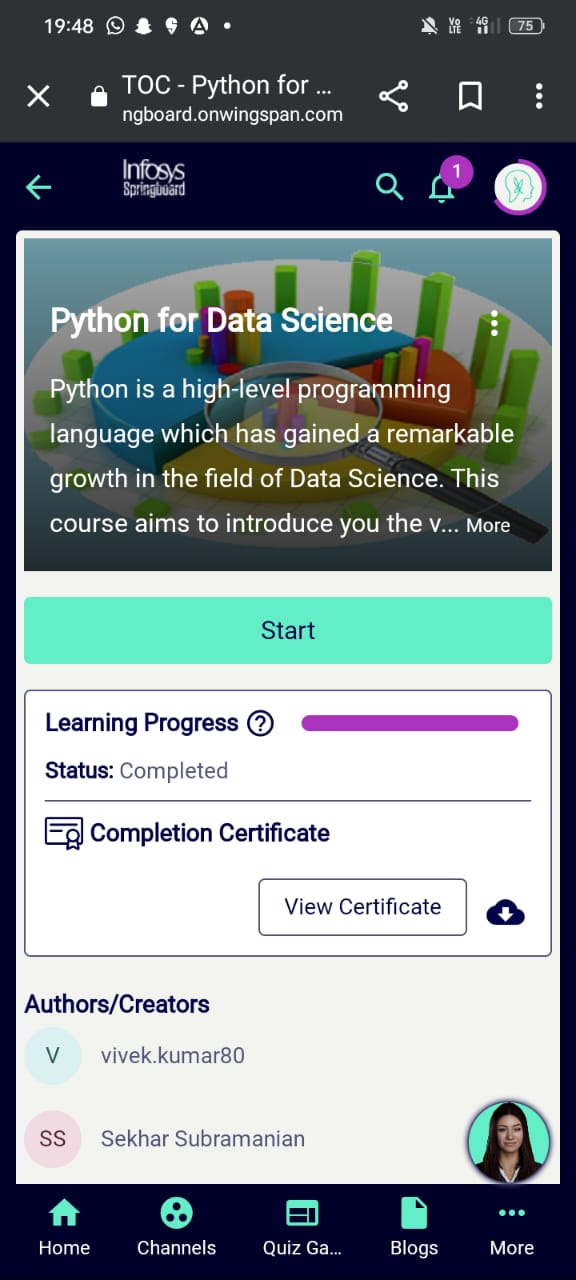 19:48
VO LTE 4G 75
TOC - Python for ...
ngboard.onwingspan.com
Infosys
Springboard
1
Python for Data Science
Python is a high-level programming
language which has gained a remarkable
growth in the field of Data Science. This
course aims to introduce you the v... More
Start
Learning Progress ?
Status: Completed
Completion Certificate
View Certificate
Authors/Creators
V vivek.kumar80
SS Sekhar Subramanian
Home Channels Quiz Ga... Blogs More